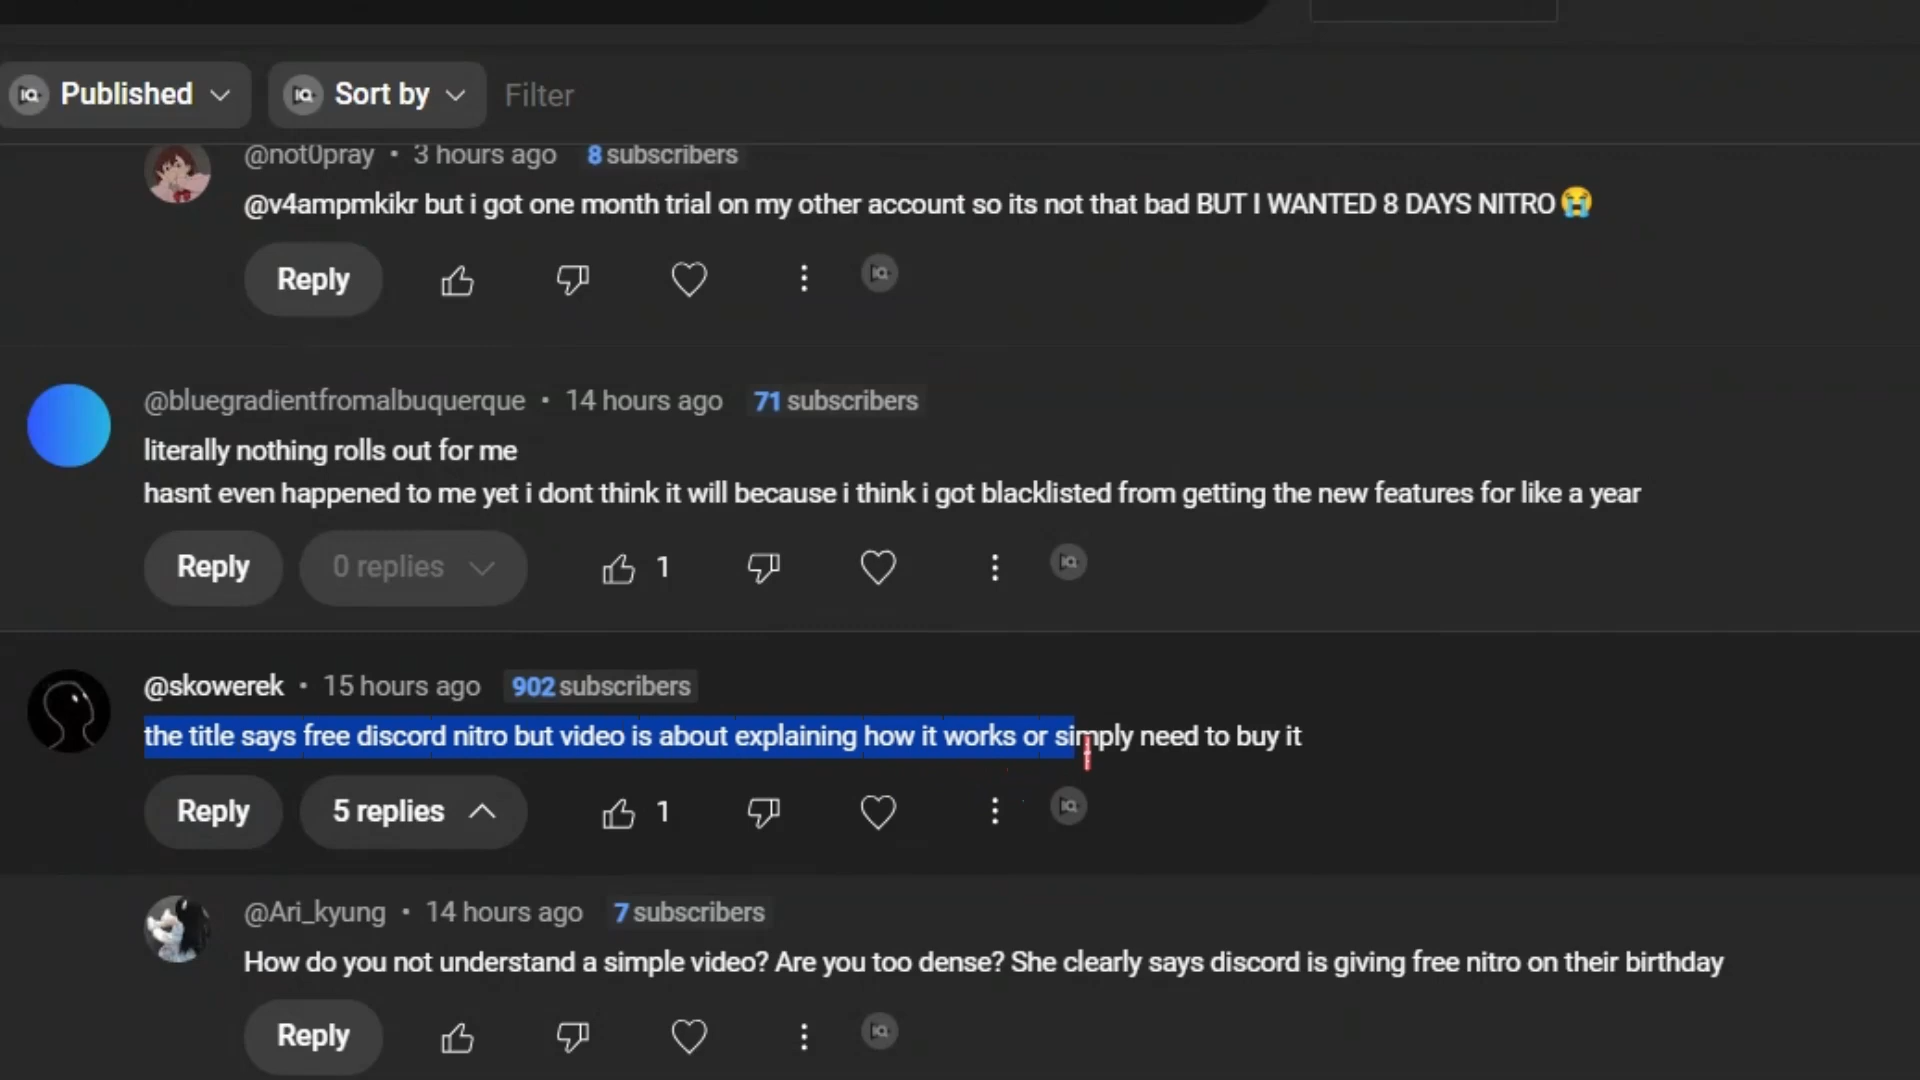 Published
Sort by
Filter
@not0pray • 3 hours ago 8 subscribers
@v4ampmkikr but i got one month trial on my other account so its not that bad BUT I WANTED 8 DAYS NITRO😭
Reply
@bluegradientfromalbuquerque • 14 hours ago 71 subscribers
literally nothing rolls out for me
hasnt even happened to me yet i dont think it will because i think i got blacklisted from getting the new features for like a year
Reply 0 replies 1
@skowerek • 15 hours ago 902 subscribers
the title says free discord nitro but video is about explaining how it works or simply need to buy it
Reply 5 replies 1
@Ari_kyung • 14 hours ago 7 subscribers
How do you not understand a simple video? Are you too dense? She clearly says discord is giving free nitro on their birthday
Reply